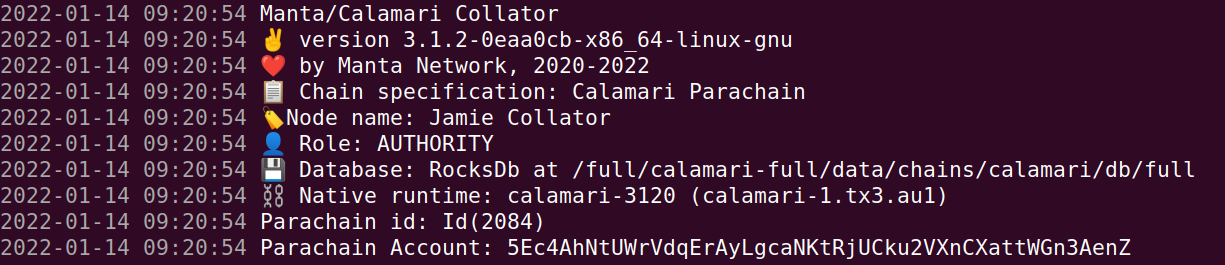 2022-01-14 09:20:54 Manta/Calamari Collator
2022-01-14 09:20:54 ✌️ version 3.1.2-0eaa0cb-x86_64-linux-gnu
2022-01-14 09:20:54 ❤️ by Manta Network, 2020-2022
2022-01-14 09:20:54 📋 Chain specification: Calamari Parachain
2022-01-14 09:20:54 🏷️Node name: Jamie Collator
2022-01-14 09:20:54 👤 Role: AUTHORITY
2022-01-14 09:20:54 💾 Database: RocksDb at /full/calamari-full/data/chains/calamari/db/full
2022-01-14 09:20:54 ⛓ Native runtime: calamari-3120 (calamari-1.tx3.au1)
2022-01-14 09:20:54 Parachain id: Id(2084)
2022-01-14 09:20:54 Parachain Account: 5Ec4AhNtUWrVdqErAyLgcaNKtRjUCku2VXnCXattWGn3AenZ